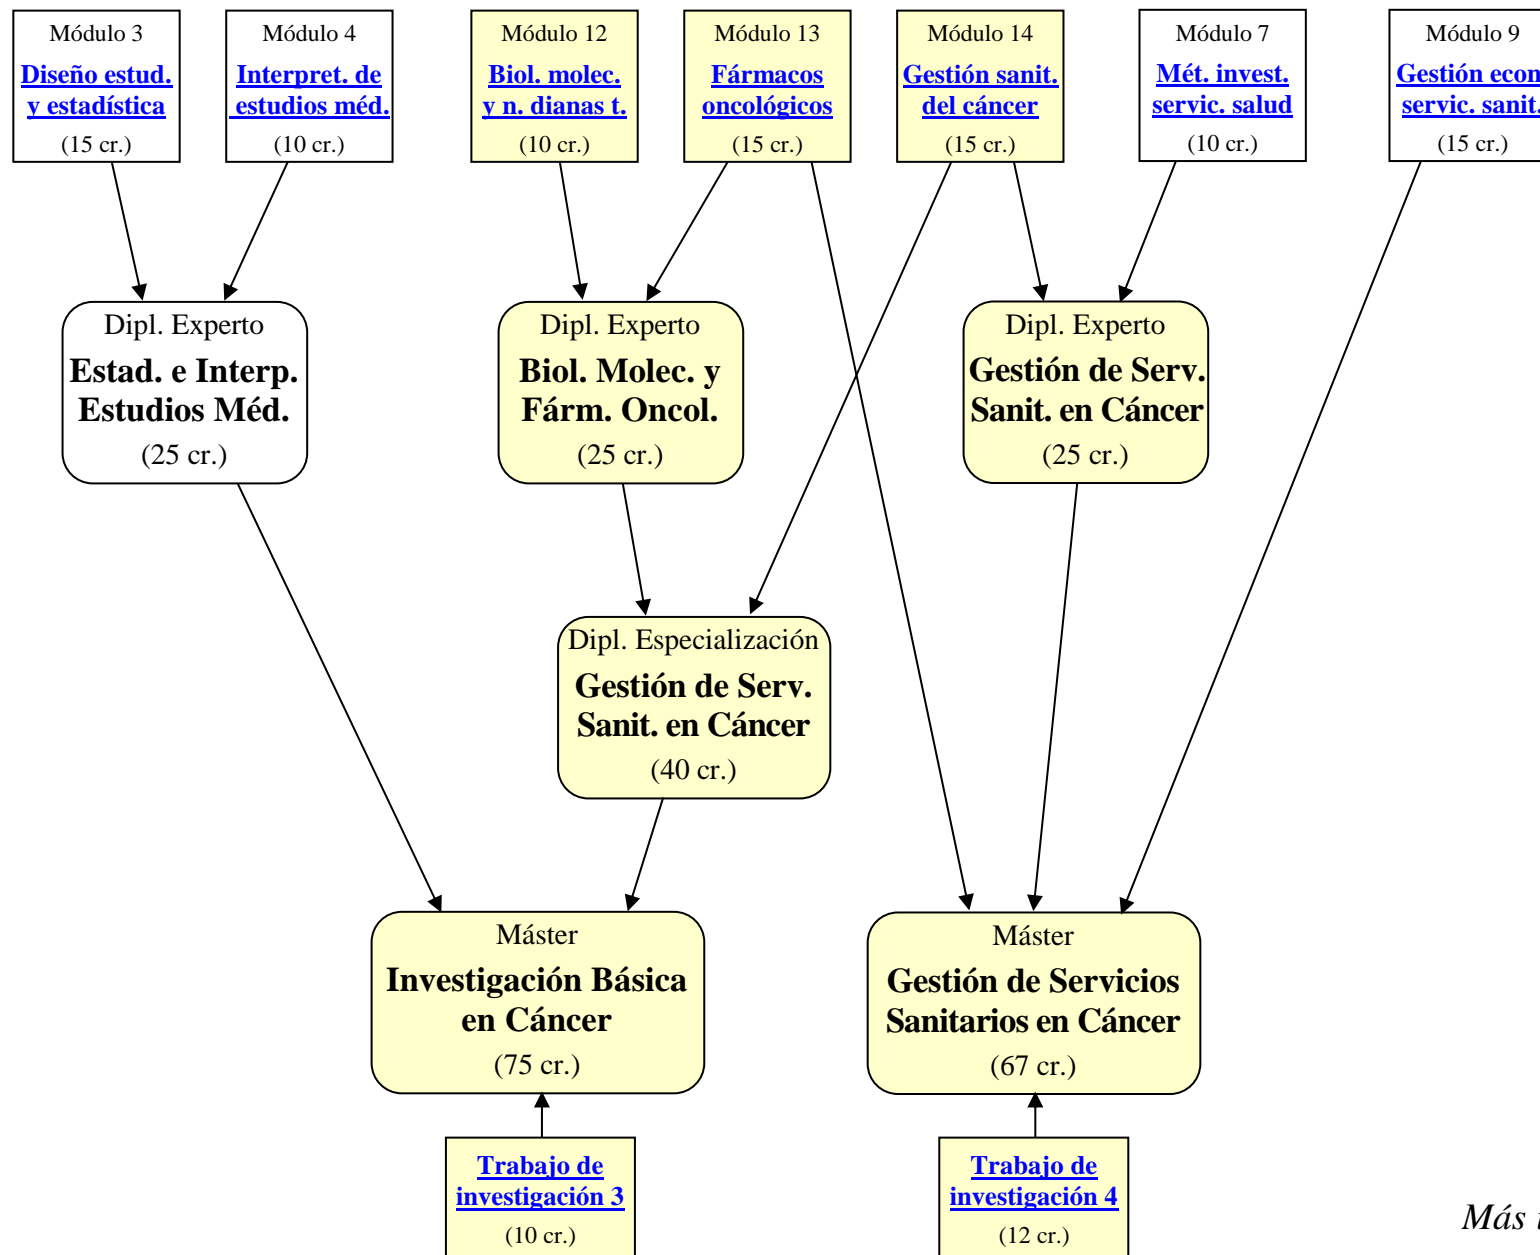 Módulo 3
Diseño estud.
y estadística
(15 cr.)
Módulo 4
Interpret. de
estudios méd.
(10 cr.)
Módulo 12
Biol. molec.
y n. dianas t.
(10 cr.)
Módulo 13
Fármacos
oncológicos
(15 cr.)
Módulo 14
Gestión sanit.
del cáncer
(15 cr.)
Módulo 7
Mét. invest.
servic. salud
(10 cr.)
Módulo 9
Gestión econ
servic. sanit.
(15 cr.)
Dipl. Experto
Estad. e Interp.
Estudios Méd.
(25 cr.)
Dipl. Experto
Biol. Molec. y
Fárm. Oncol.
(25 cr.)
Dipl. Experto
Gestión de Serv.
Sanit. en Cáncer
(25 cr.)
Dipl. Especialización
Gestión de Serv.
Sanit. en Cáncer
(40 cr.)
Máster
Investigación Básica
en Cáncer
(75 cr.)
Máster
Gestión de Servicios
Sanitarios en Cáncer
(67 cr.)
Trabajo de
investigación 3
(10 cr.)
Trabajo de
investigación 4
(12 cr.)
Más